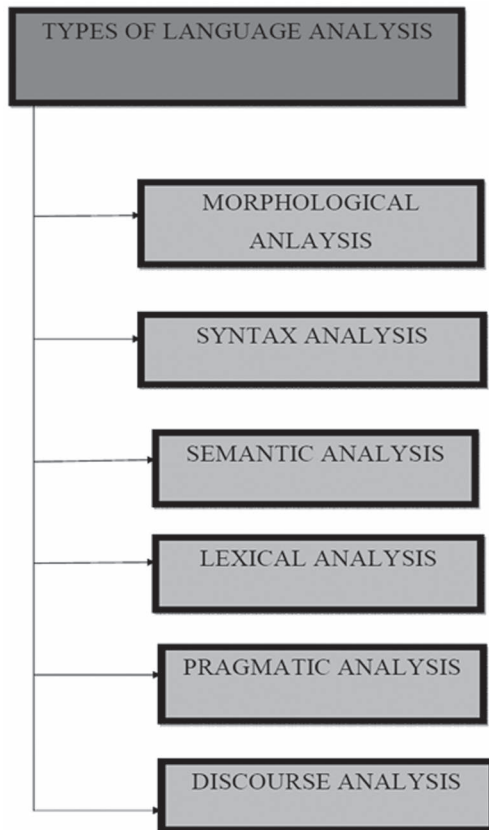 TYPES OF LANGUAGE ANALYSIS
MORPHOLOGICAL
ANLAYSIS
SYNTAX ANALYSIS
SEMANTIC ANALYSIS
LEXICAL ANALYSIS
PRAGMATIC ANALYSIS
DISCOURSE ANALYSIS